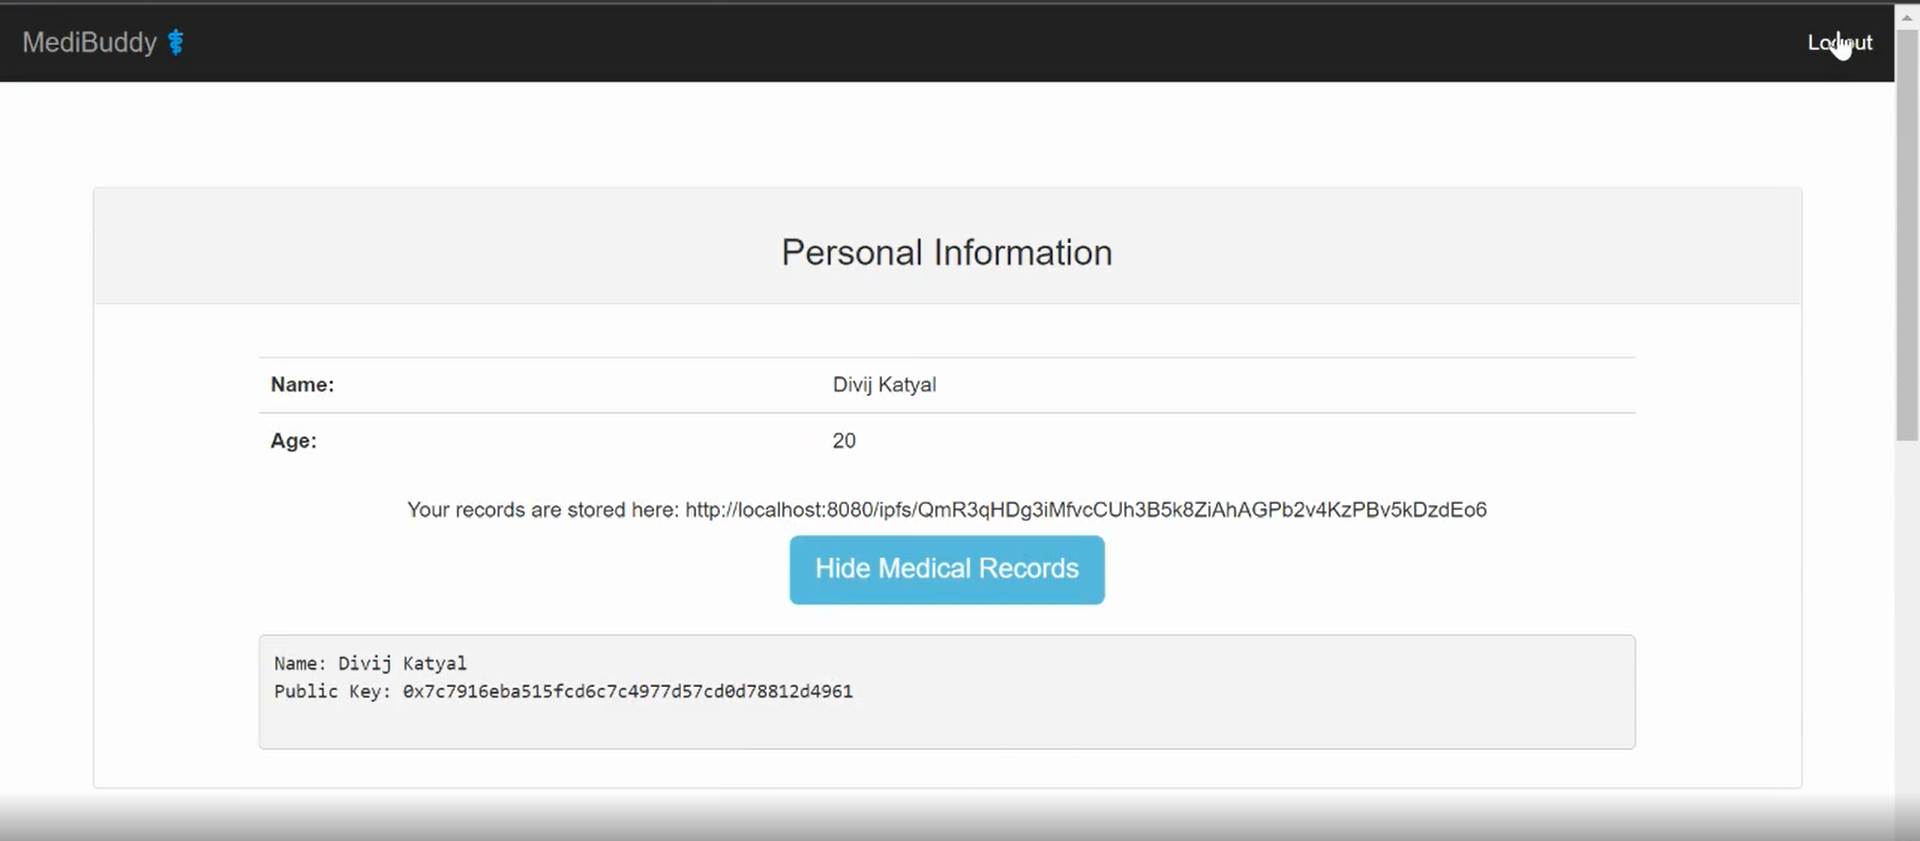 MediBuddy
Logout
Personal Information
Name: Divij Katyal
Age: 20
Your records are stored here: http://localhost:8080/ipfs/QmR3qHDg3iMfvcCUh3B5k8ZiAhAGPb2v4KzPBv5kDzdEo6
Hide Medical Records
Name: Divij Katyal
Public Key: 0x7c7916eba515fcd6c7c4977d57cd0d78812d4961